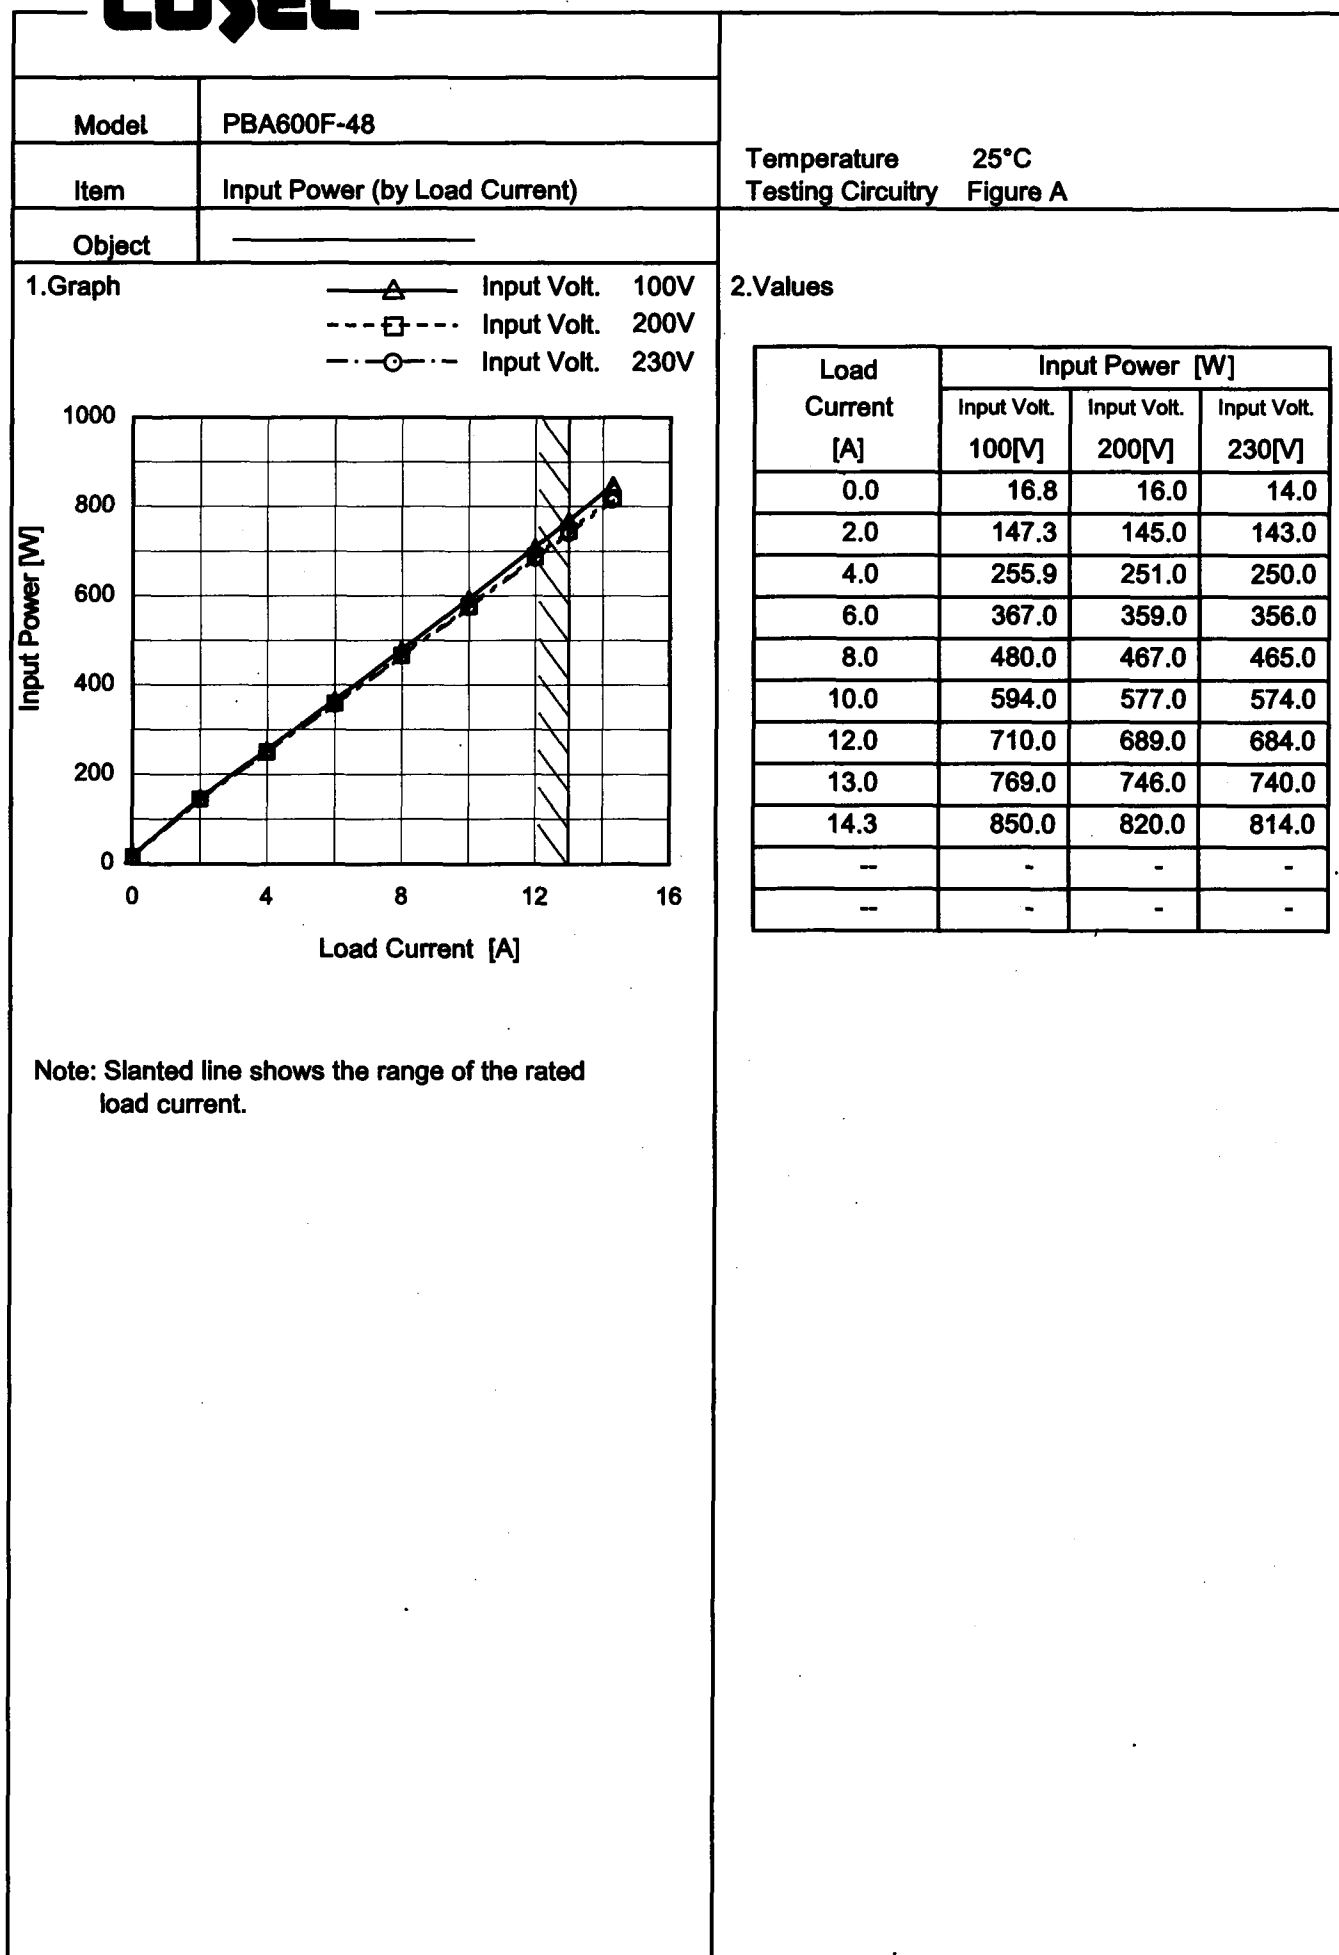 COSEL
Model PBA600F-48
Item Input Power (by Load Current)
Object
Temperature 25°C
Testing Circuitry Figure A
1.Graph
Input Volt. 100V
Input Volt. 200V
Input Volt. 230V
1000
800
600
400
200
0
Input Power [W]
0 4 8 12 16
Load Current [A]
Note: Slanted line shows the range of the rated
load current.
2.Values
Load Input Power [W]
Current Input Volt. Input Volt. Input Volt.
[A] 100[V] 200[V] 230[V]
0.0 16.8 16.0 14.0
2.0 147.3 145.0 143.0
4.0 255.9 251.0 250.0
6.0 367.0 359.0 356.0
8.0 480.0 467.0 465.0
10.0 594.0 577.0 574.0
12.0 710.0 689.0 684.0
13.0 769.0 746.0 740.0
14.3 850.0 820.0 814.0
-- - - -
-- - - -